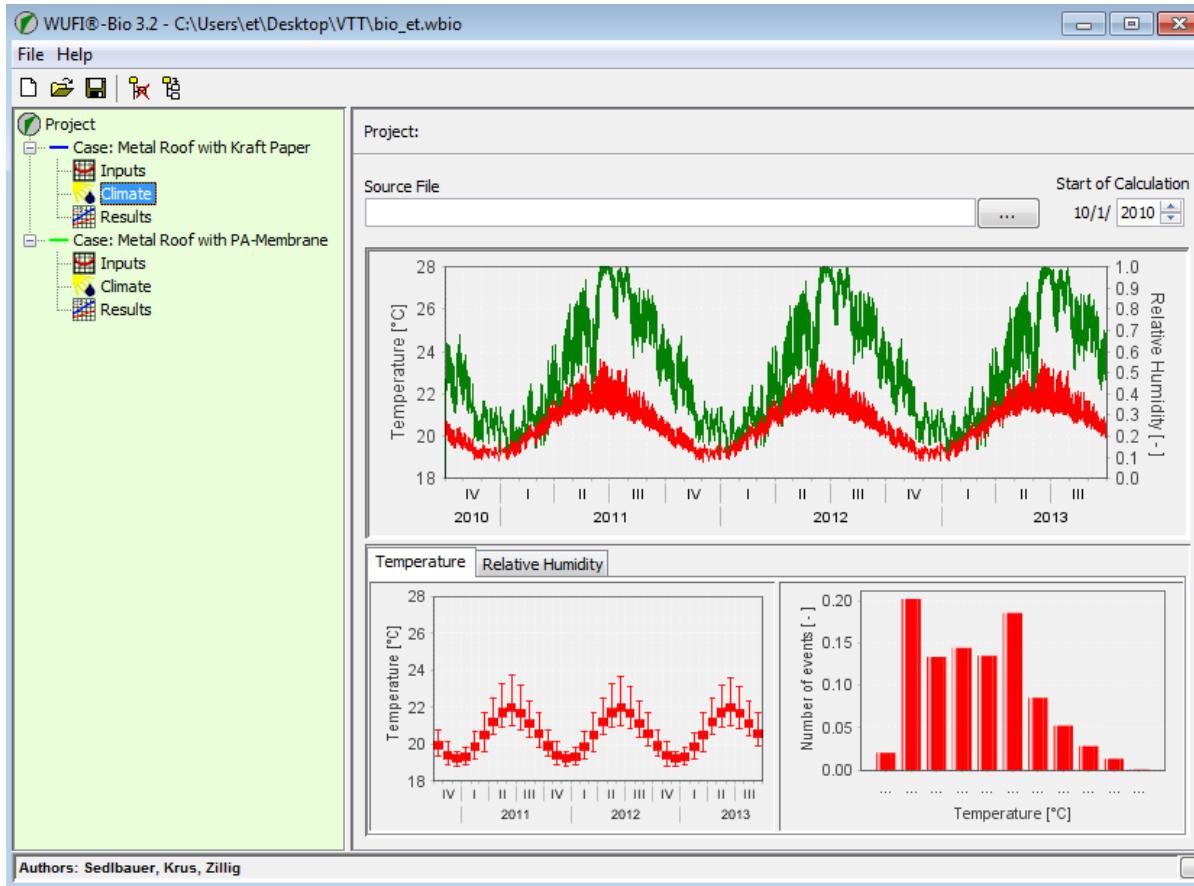 WUFI®-Bio 3.2 - C:\Users\et\Desktop\VTT\bio_et.wbio
File Help
Project
Case: Metal Roof with Kraft Paper
Inputs
Climate
Results
Case: Metal Roof with PA-Membrane
Inputs
Climate
Results
Project:
Source File
Start of Calculation
...
10/1/ 2010
28
26
24
22
20
18
Temperature [°C]
1.0
0.9
0.8
0.7
0.6
0.5
0.4
0.3
0.2
0.1
0.0
Relative Humidity [ - ]
IV I II III IV I II III IV I II III
2010 2011 2012 2013
Temperature Relative Humidity
28
26
24
22
20
18
Temperature [°C]
IV I II III IV I II III IV I II III
2011 2012 2013
0.20
0.15
0.10
0.05
0.00
Number of events [ - ]
... ... ... ... ... ... ... ... ... ... ...
Temperature [°C]
Authors: Sedlbauer, Krus, Zillig